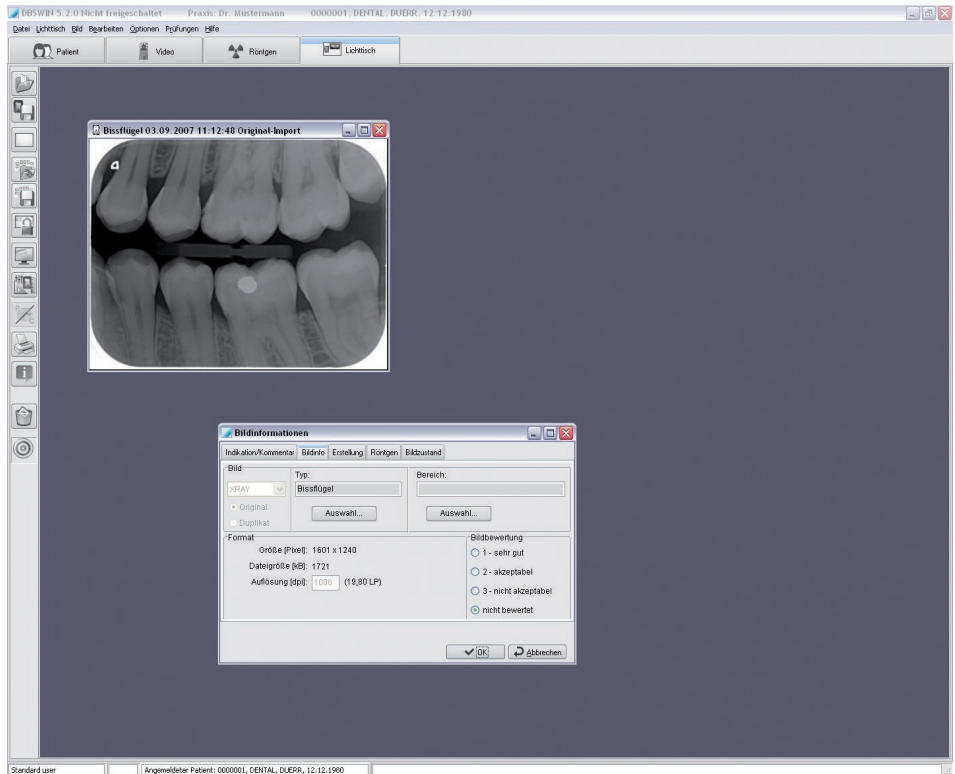 DBSWIN 5.2.0 Nicht freigeschaltet Praxis: Dr. Mustermann 0000001, DENTAL, DUERR, 12.12.1980
Datei Lichttisch Bild Bearbeiten Optionen Prüfungen Hilfe
Patient Video Röntgen Lichttisch
Bissflügel 03.09.2007 11:12:48 Original-Import
Bildinformationen
Indikation/Kommentar Bildinfo Erstellung Röntgen Bildzustand
Bild
Typ: Bereich:
XRAY Bissflügel
Original
Auswahl... Auswahl...
Duplikat
Format Bildbewertung
Größe [Pixel]: 1601 x 1240
1 - sehr gut
Dateigröße [kB]: 1721
2 - akzeptabel
Auflösung [dpi]: 1006 (19,80 LP)
3 - nicht akzeptabel
nicht bewertet
OK Abbrechen
Standard user Angemeldeter Patient: 0000001, DENTAL, DUERR, 12.12.1980